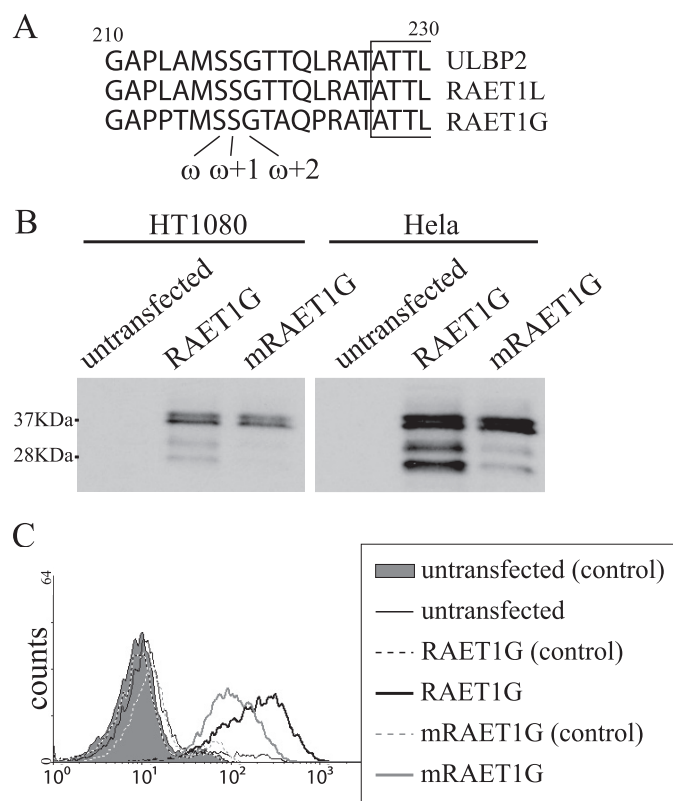 A
210 230
GAPLAMSSGTTQLRATATTL ULBP2
GAPLAMSSGTTQLRATATTL RAET1L
GAPPTMSSGTAQPRATATTL RAET1G
ω ω+1 ω+2
B
HT1080 Hela
untransfected RAET1G mRAET1G untransfected RAET1G mRAET1G
37KDa
28KDa
C
64
counts
0
10⁰ 10¹ 10² 10³
untransfected (control)
untransfected
RAET1G (control)
RAET1G
mRAET1G (control)
mRAET1G